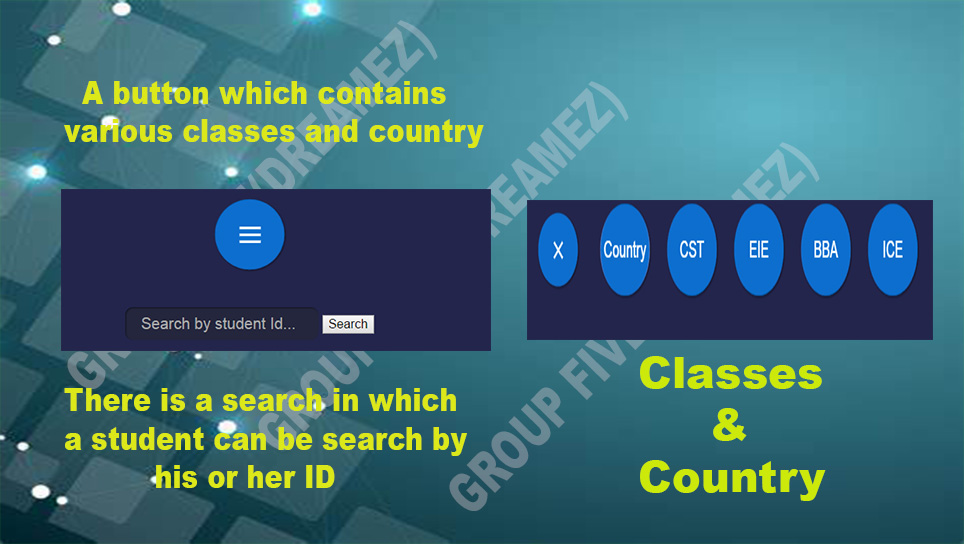 A button which contains
various classes and country
Search by student Id...
Search
There is a search in which
a student can be search by
his or her ID
X
Country
CST
EIE
BBA
ICE
Classes
&
Country
GROUP FIVE
DREAMEZ)